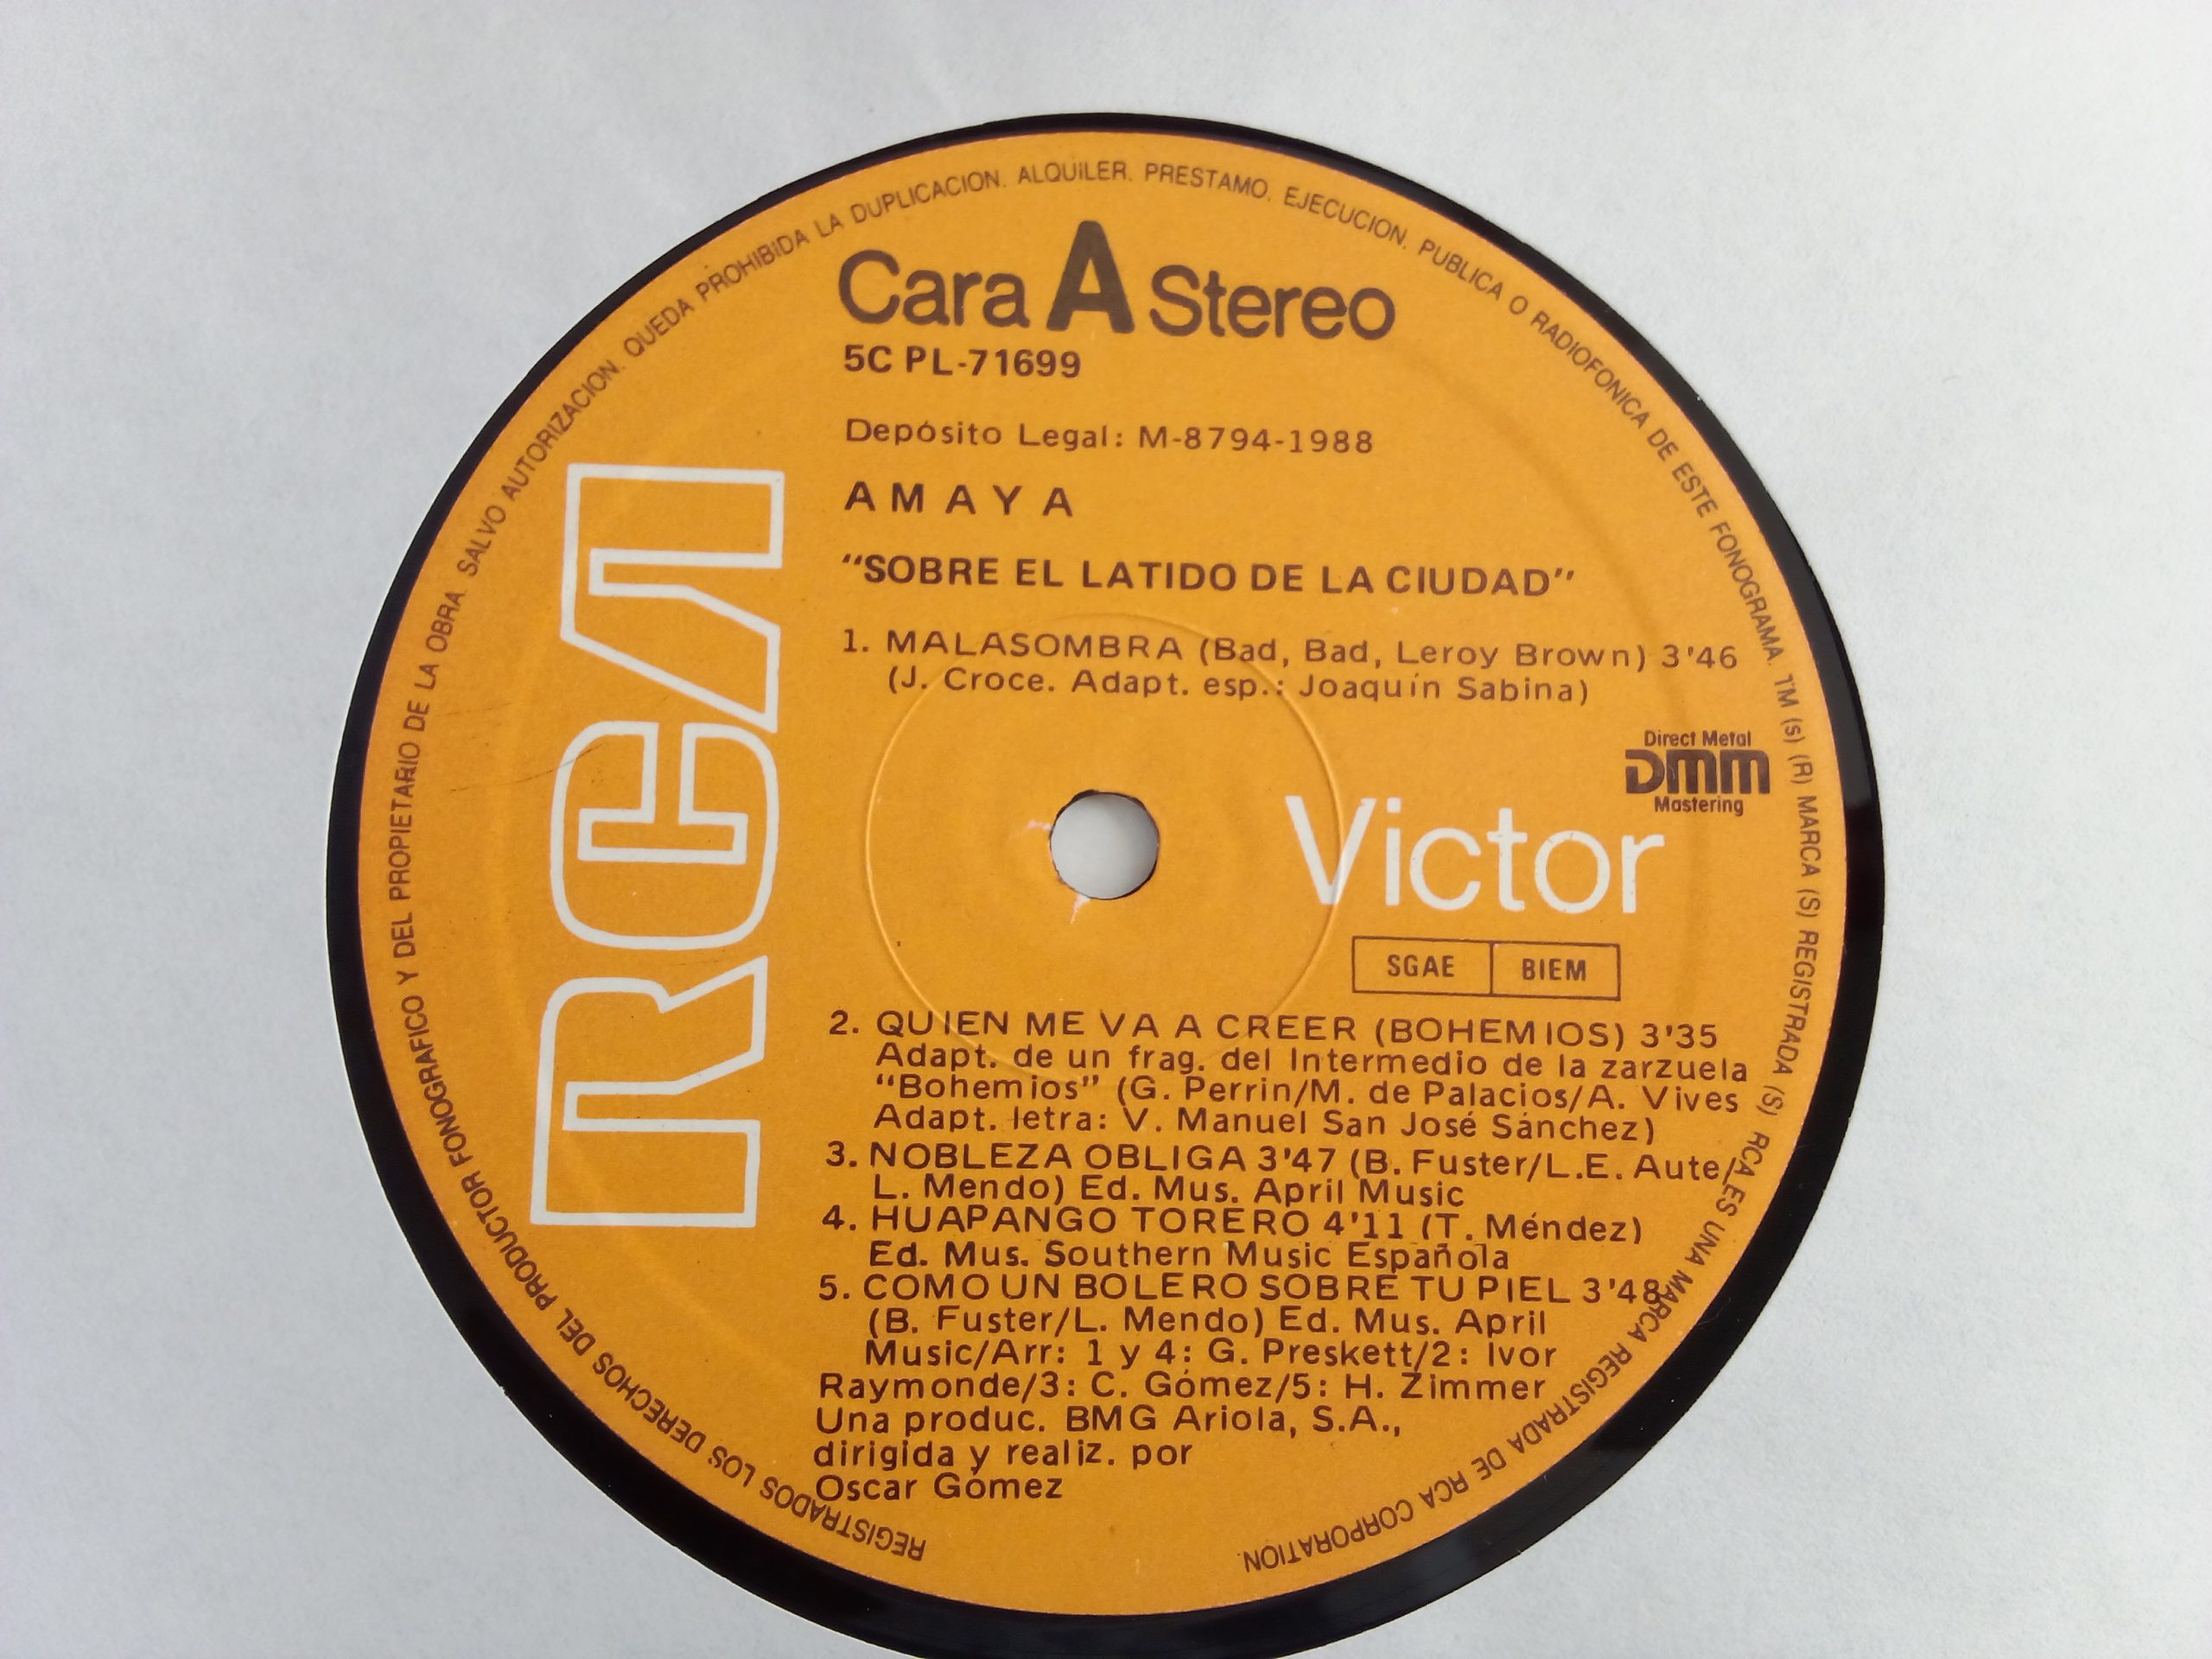 Cara A Stereo
5C PL-71699
Depósito Legal: M-8794-1988
AMAYA
"SOBRE EL LATIDO DE LA CIUDAD"
1. MALASOMBRA (Bad, Bad, Leroy Brown) 3'46
(J. Croce. Adapt. esp.: Joaquín Sabina)
Direct Metal
DMM
Mastering
RCA
Victor
SGAE BIEM
2. QUIEN ME VA A CREER (BOHEMIOS) 3'35
Adapt. de un frag. del Intermedio de la zarzuela
"Bohemios" (G. Perrin/M. de Palacios/A. Vives
Adapt. letra: V. Manuel San José Sánchez)
3. NOBLEZA OBLIGA 3'47 (B. Fuster/L.E. Aute/
L. Mendo) Ed. Mus. April Music
4. HUAPANGO TORERO 4'11 (T. Méndez)
Ed. Mus. Southern Music Española
5. COMO UN BOLERO SOBRE TU PIEL 3'48
(B. Fuster/L. Mendo) Ed. Mus. April
Music/Arr: 1 y 4: G. Preskett/2: Ivor
Raymonde/3: C. Gómez/5: H. Zimmer
Una produc. BMG Ariola, S.A.,
dirigida y realiz. por
Oscar Gómez
REGISTRADOS LOS DERECHOS DEL PRODUCTOR FONOGRAFICO Y DEL PROPIETARIO DE LA OBRA. SALVO AUTORIZACION. QUEDA PROHIBIDA LA DUPLICACION. ALQUILER. PRESTAMO. EJECUCION. PUBLICA O RADIOFONICA DE ESTE FONOGRAMA. TM (s) (R) MARCA (S) REGISTRADA (S) RCA ES UNA MARCA REGISTRADA DE RCA CORPORATION.